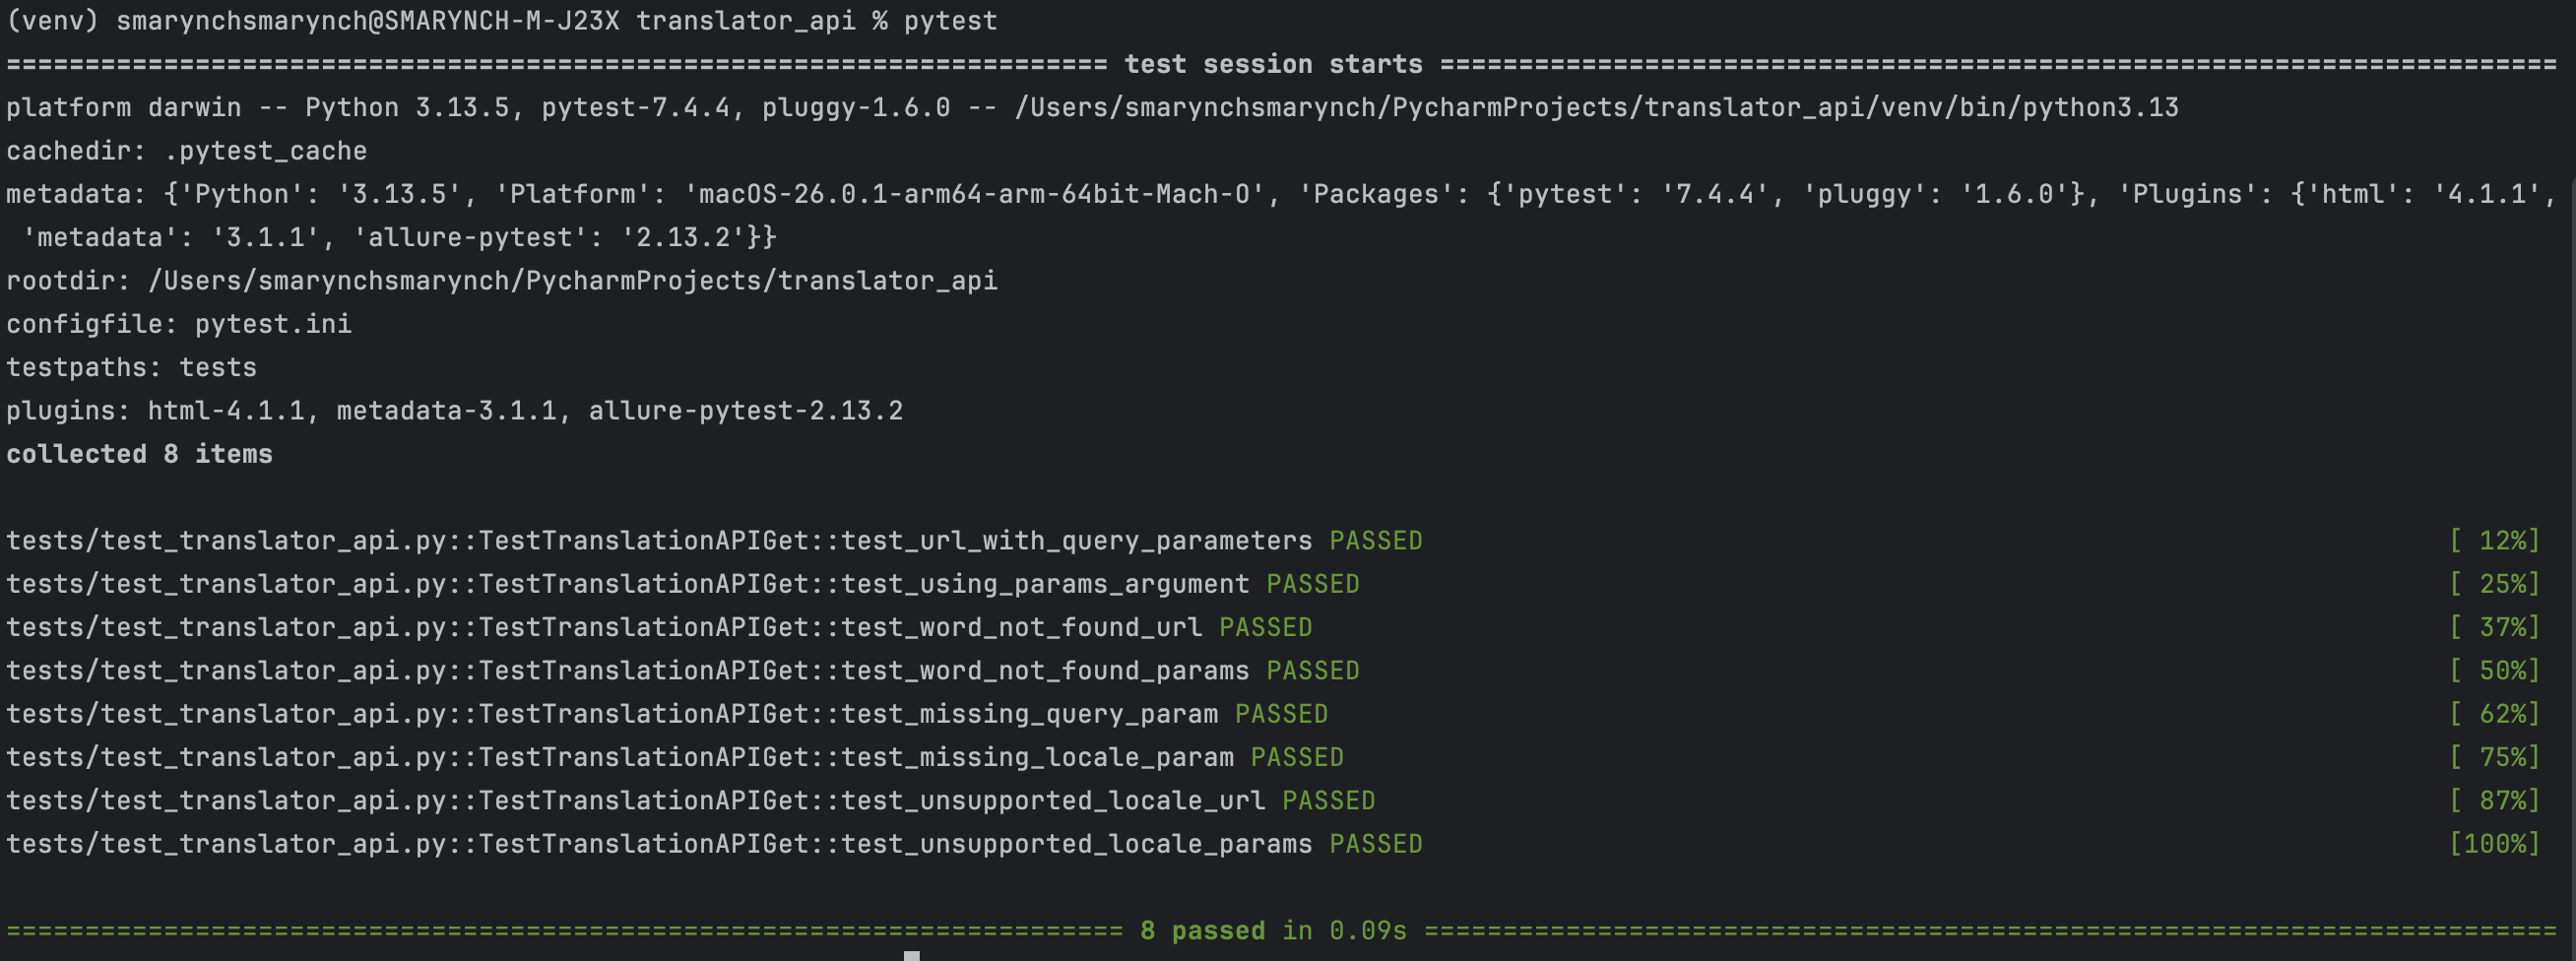 (venv) smarynchsmarynch@SMARYNCH-M-J23X translator_api % pytest
====================================================================== test session starts =======================================================================
platform darwin -- Python 3.13.5, pytest-7.4.4, pluggy-1.6.0 -- /Users/smarynchsmarynch/PycharmProjects/translator_api/venv/bin/python3.13
cachedir: .pytest_cache
metadata: {'Python': '3.13.5', 'Platform': 'macOS-26.0.1-arm64-arm-64bit-Mach-O', 'Packages': {'pytest': '7.4.4', 'pluggy': '1.6.0'}, 'Plugins': {'html': '4.1.1',
 'metadata': '3.1.1', 'allure-pytest': '2.13.2'}}
rootdir: /Users/smarynchsmarynch/PycharmProjects/translator_api
configfile: pytest.ini
testpaths: tests
plugins: html-4.1.1, metadata-3.1.1, allure-pytest-2.13.2
collected 8 items
tests/test_translator_api.py::TestTranslationAPIGet::test_url_with_query_parameters PASSED [ 12%]
tests/test_translator_api.py::TestTranslationAPIGet::test_using_params_argument PASSED [ 25%]
tests/test_translator_api.py::TestTranslationAPIGet::test_word_not_found_url PASSED [ 37%]
tests/test_translator_api.py::TestTranslationAPIGet::test_word_not_found_params PASSED [ 50%]
tests/test_translator_api.py::TestTranslationAPIGet::test_missing_query_param PASSED [ 62%]
tests/test_translator_api.py::TestTranslationAPIGet::test_missing_locale_param PASSED [ 75%]
tests/test_translator_api.py::TestTranslationAPIGet::test_unsupported_locale_url PASSED [ 87%]
tests/test_translator_api.py::TestTranslationAPIGet::test_unsupported_locale_params PASSED [100%]
======================================================================= 8 passed in 0.09s ========================================================================